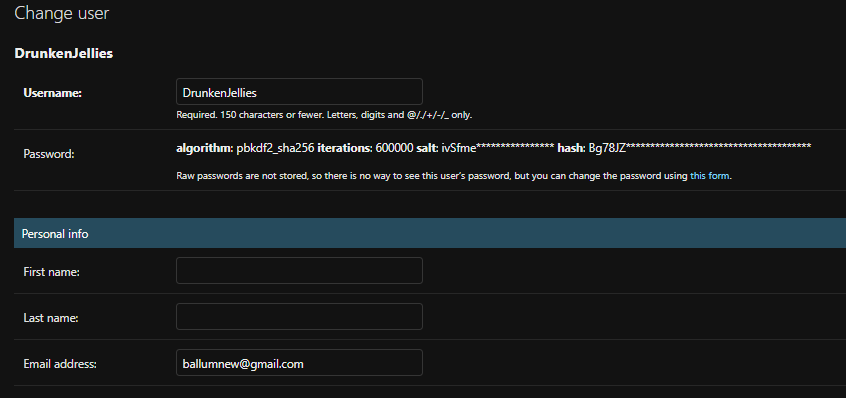 Change user
DrunkenJellies
Username:
DrunkenJellies
Required. 150 characters or fewer. Letters, digits and @/./+/-/_ only.
Password:
algorithm: pbkdf2_sha256 iterations: 600000 salt: ivSfme**************** hash: Bg78JZ**************************************
Raw passwords are not stored, so there is no way to see this user's password, but you can change the password using this form.
Personal info
First name:
Last name:
Email address:
ballumnew@gmail.com